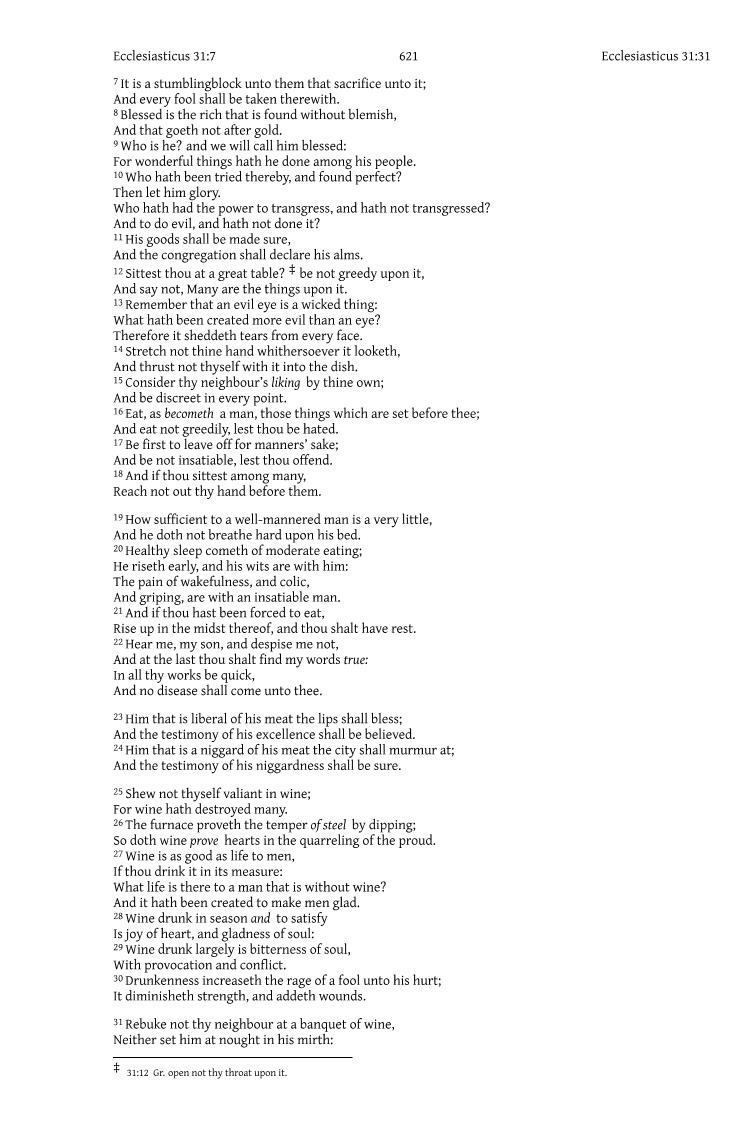 Ecclesiasticus 31:7 621 Ecclesiasticus 31:31
7 It is a stumblingblock unto them that sacrifice unto it;
And every fool shall be taken therewith.
8 Blessed is the rich that is found without blemish,
And that goeth not after gold.
9 Who is he? and we will call him blessed:
For wonderful things hath he done among his people.
10 Who hath been tried thereby, and found perfect?
Then let him glory.
Who hath had the power to transgress, and hath not transgressed?
And to do evil, and hath not done it?
11 His goods shall be made sure,
And the congregation shall declare his alms.
12 Sittest thou at a great table? ‡ be not greedy upon it,
And say not, Many are the things upon it.
13 Remember that an evil eye is a wicked thing:
What hath been created more evil than an eye?
Therefore it sheddeth tears from every face.
14 Stretch not thine hand whithersoever it looketh,
And thrust not thyself with it into the dish.
15 Consider thy neighbour’s liking by thine own;
And be discreet in every point.
16 Eat, as becometh a man, those things which are set before thee;
And eat not greedily, lest thou be hated.
17 Be first to leave off for manners’ sake;
And be not insatiable, lest thou offend.
18 And if thou sittest among many,
Reach not out thy hand before them.
19 How sufficient to a well-mannered man is a very little,
And he doth not breathe hard upon his bed.
20 Healthy sleep cometh of moderate eating;
He riseth early, and his wits are with him:
The pain of wakefulness, and colic,
And griping, are with an insatiable man.
21 And if thou hast been forced to eat,
Rise up in the midst thereof, and thou shalt have rest.
22 Hear me, my son, and despise me not,
And at the last thou shalt find my words true:
In all thy works be quick,
And no disease shall come unto thee.
23 Him that is liberal of his meat the lips shall bless;
And the testimony of his excellence shall be believed.
24 Him that is a niggard of his meat the city shall murmur at;
And the testimony of his niggardness shall be sure.
25 Shew not thyself valiant in wine;
For wine hath destroyed many.
26 The furnace proveth the temper of steel by dipping;
So doth wine prove hearts in the quarreling of the proud.
27 Wine is as good as life to men,
If thou drink it in its measure:
What life is there to a man that is without wine?
And it hath been created to make men glad.
28 Wine drunk in season and to satisfy
Is joy of heart, and gladness of soul:
29 Wine drunk largely is bitterness of soul,
With provocation and conflict.
30 Drunkenness increaseth the rage of a fool unto his hurt;
It diminisheth strength, and addeth wounds.
31 Rebuke not thy neighbour at a banquet of wine,
Neither set him at nought in his mirth:
‡ 31:12 Gr. open not thy throat upon it.